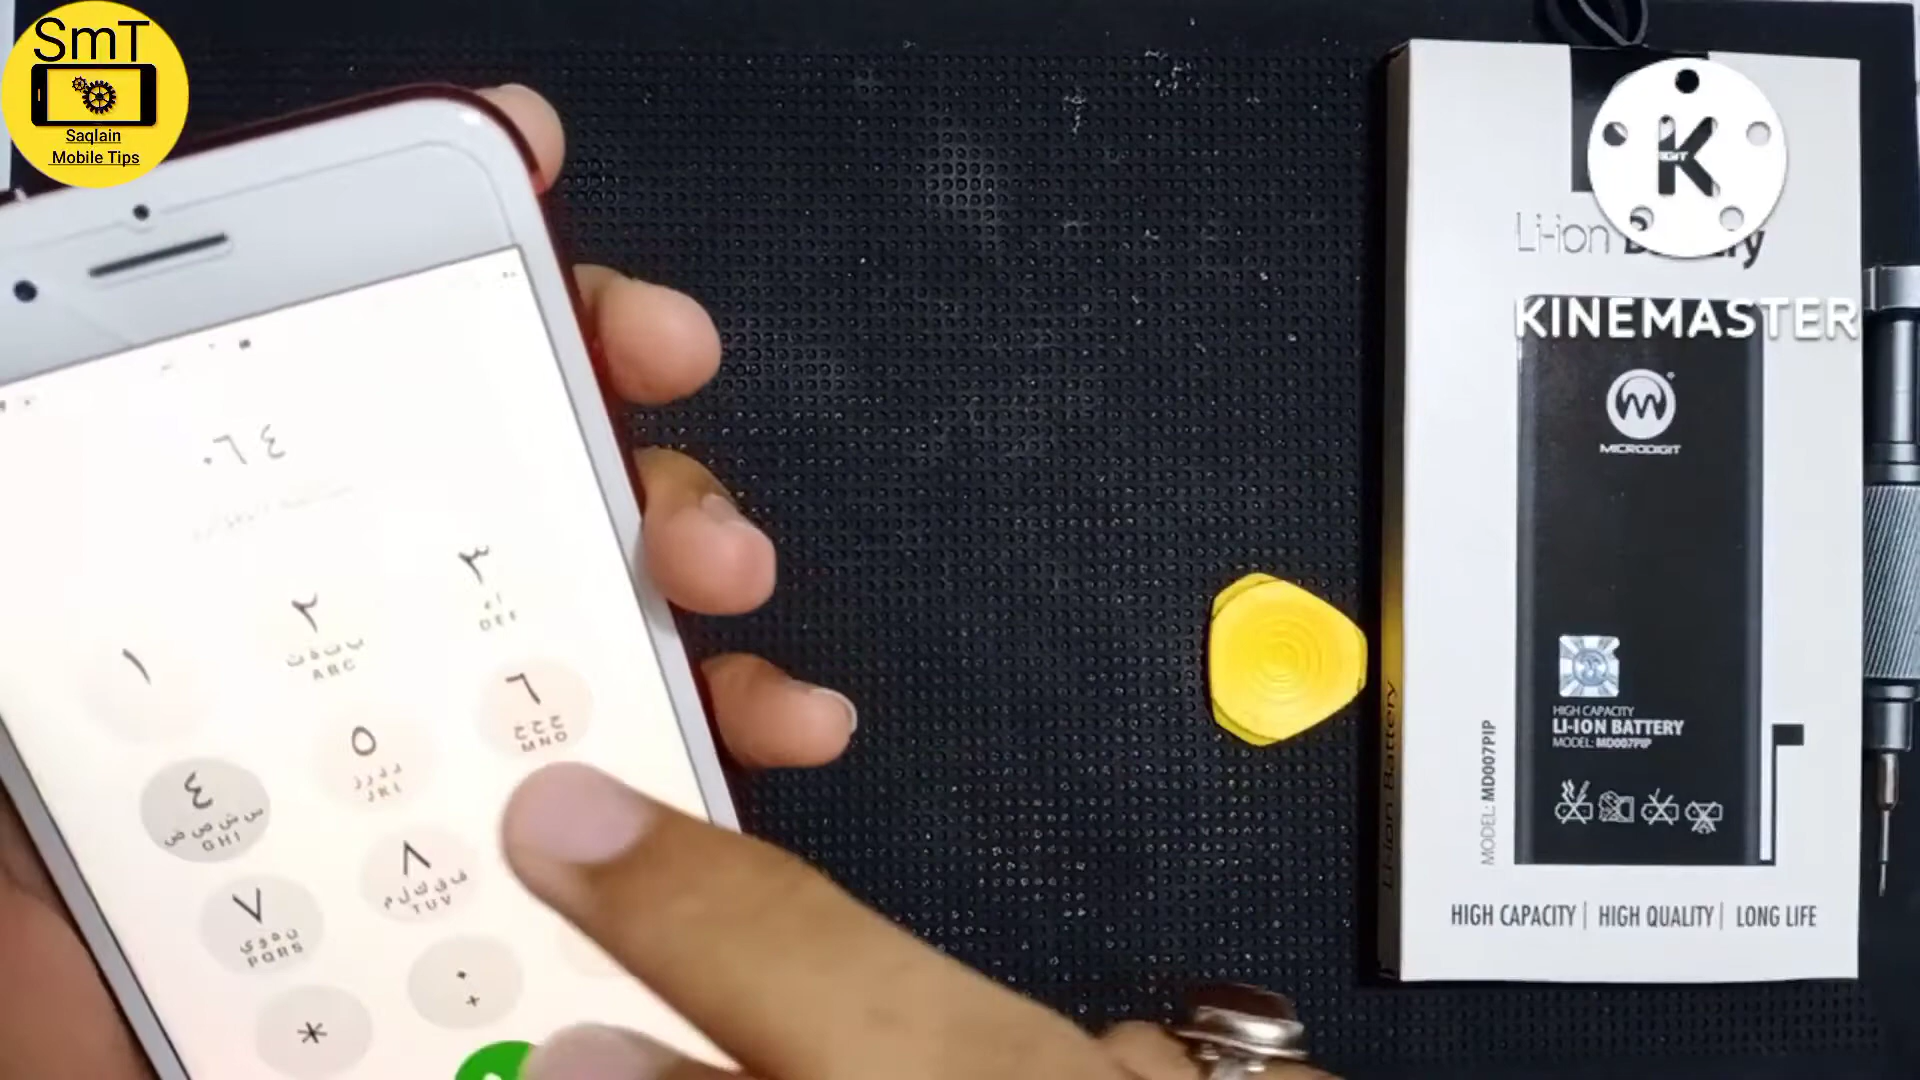 SmT
Saqlain
Mobile Tips
٠٦٤
١
٢
ب ت ة ث
ABC
٣
ا ء
DEF
٤
س ش ص ض
GHI
٥
د ذ ر ز
JKL
٦
ج ح خ
MNO
٧
ن ه و ي
PQRS
٨
ف ق ك ل م
TUV
*
٠
+
Li-ion
KINEMASTER
MICRODIGIT
HIGH CAPACITY
LI-ION BATTERY
MODEL: MD007PIP
MODEL: MD007PIP
Li-ion Battery
HIGH CAPACITY | HIGH QUALITY | LONG LIFE